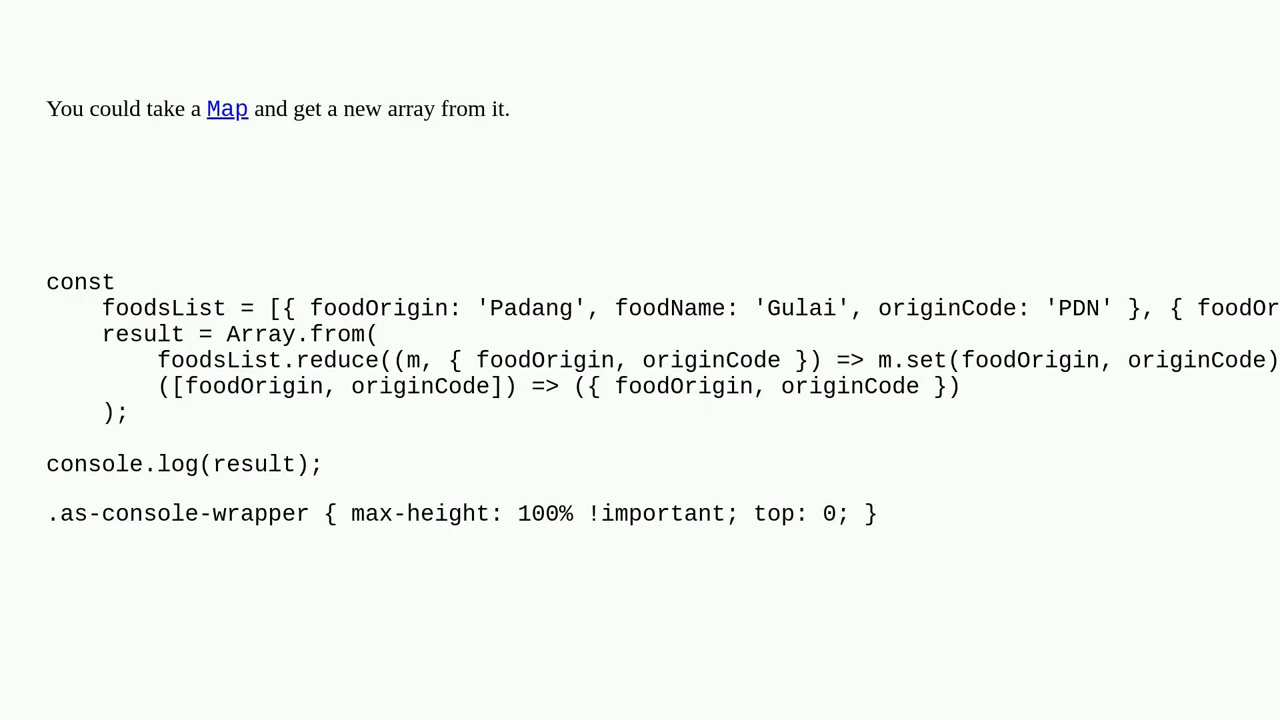 You could take a Map and get a new array from it.
const
    foodsList = [{ foodOrigin: 'Padang', foodName: 'Gulai', originCode: 'PDN' }, { foodOr
    result = Array.from(
        foodsList.reduce((m, { foodOrigin, originCode }) => m.set(foodOrigin, originCode)
        ([foodOrigin, originCode]) => ({ foodOrigin, originCode })
    );
console.log(result);
.as-console-wrapper { max-height: 100% !important; top: 0; }